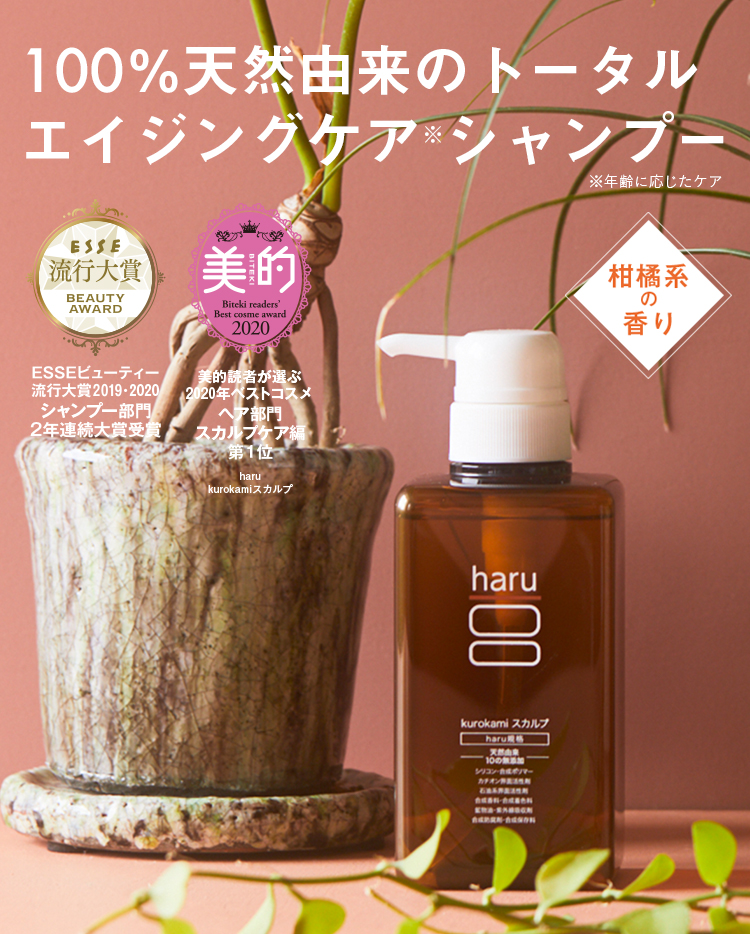 100%天然由来のトータル
エイジングケア※シャンプー
※年齢に応じたケア
ESSE
流行大賞
BEAUTY
AWARD
ESSEビューティー
流行大賞2019・2020
シャンプー部門
2年連続大賞受賞
美的
BITEKI
Biteki readers'
Best cosme award
2020
美的読者が選ぶ
2020年ベストコスメ
ヘア部門
スカルプケア編
第1位
haru
kurokamiスカルプ
柑橘系
の
香り
haru
kurokami スカルプ
haru規格
天然由来
10の無添加
シリコン・合成ポリマー
カチオン界面活性剤
石油系界面活性剤
合成香料・合成着色料
鉱物油・紫外線吸収剤
合成防腐剤・合成保存料